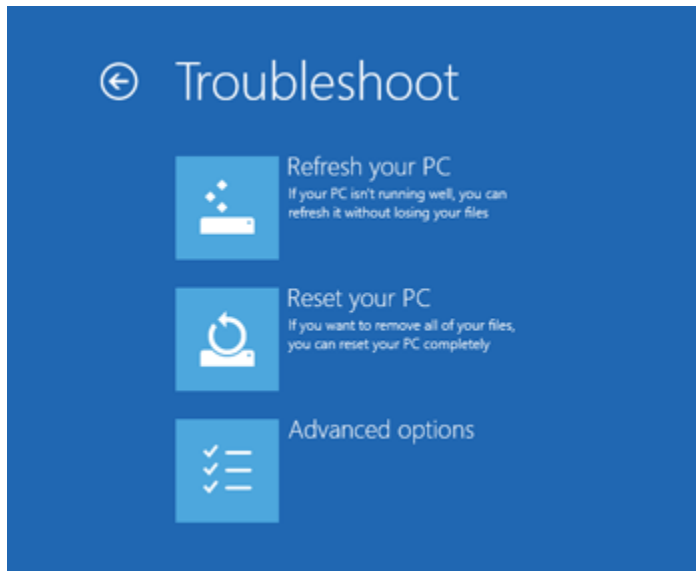 Troubleshoot
Refresh your PC
If your PC isn't running well, you can
refresh it without losing your files
Reset your PC
If you want to remove all of your files,
you can reset your PC completely
Advanced options